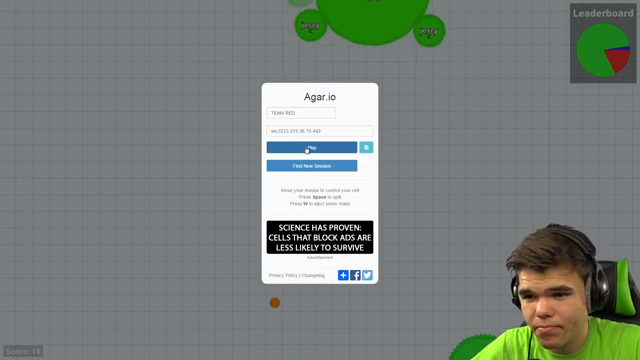 Leaderboard
jerry
jerry
Agar.io
TEAM RED
Play
Find New Session
Move your mouse to control your cell
Press Space to split
Press W to eject some mass
SCIENCE HAS PROVEN:
CELLS THAT BLOCK ADS ARE
LESS LIKELY TO SURVIVE
Advertisement
Privacy Policy | Changelog
Score: 19